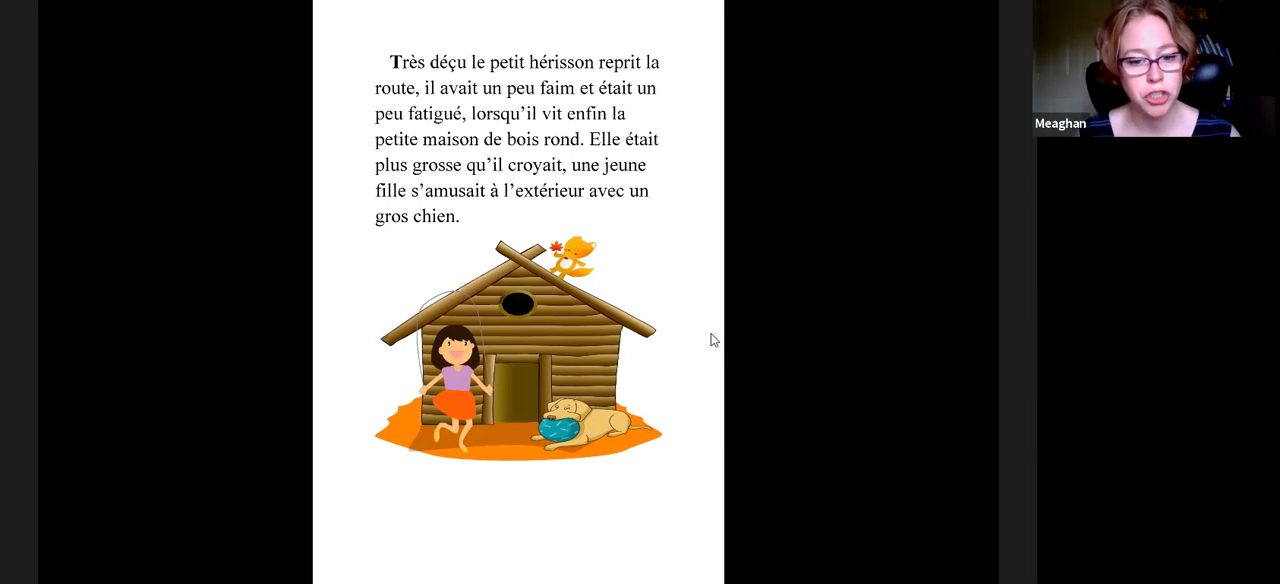 Très déçu le petit hérisson reprit la
route, il avait un peu faim et était un
peu fatigué, lorsqu’il vit enfin la
petite maison de bois rond. Elle était
plus grosse qu’il croyait, une jeune
fille s’amusait à l’extérieur avec un
gros chien.
Meaghan